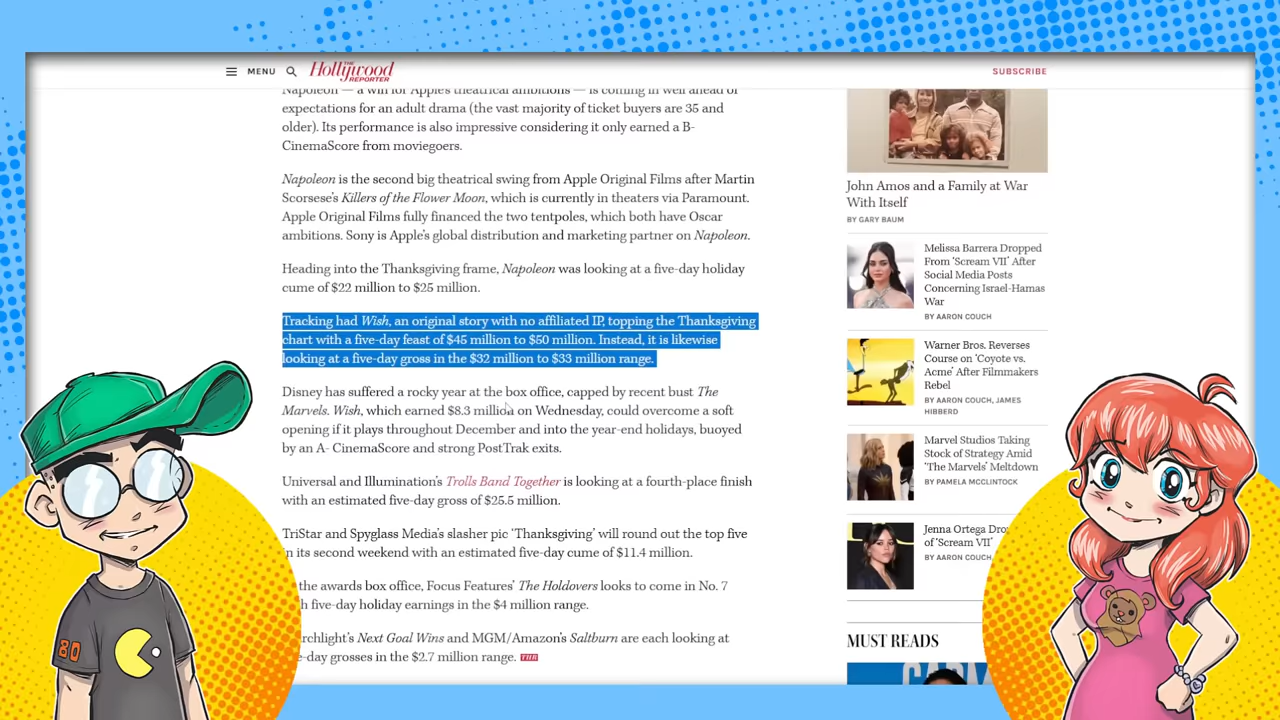 MENU
THE
Hollywood
REPORTER
SUBSCRIBE
Napoleon — a win for Apple's theatrical ambitions — is coming in well ahead of
expectations for an adult drama (the vast majority of ticket buyers are 35 and
older). Its performance is also impressive considering it only earned a B-
CinemaScore from moviegoers.
Napoleon is the second big theatrical swing from Apple Original Films after Martin
Scorsese's Killers of the Flower Moon, which is currently in theaters via Paramount.
Apple Original Films fully financed the two tentpoles, which both have Oscar
ambitions. Sony is Apple's global distribution and marketing partner on Napoleon.
Heading into the Thanksgiving frame, Napoleon was looking at a five-day holiday
cume of $22 million to $25 million.
Tracking had Wish, an original story with no affiliated IP, topping the Thanksgiving
chart with a five-day feast of $45 million to $50 million. Instead, it is likewise
looking at a five-day gross in the $32 million to $33 million range.
Disney has suffered a rocky year at the box office, capped by recent bust The
Marvels. Wish, which earned $8.3 million on Wednesday, could overcome a soft
opening if it plays throughout December and into the year-end holidays, buoyed
by an A- CinemaScore and strong PostTrak exits.
Universal and Illumination's Trolls Band Together is looking at a fourth-place finish
with an estimated five-day gross of $25.5 million.
TriStar and Spyglass Media's slasher pic 'Thanksgiving' will round out the top five
in its second weekend with an estimated five-day cume of $11.4 million.
the awards box office, Focus Features' The Holdovers looks to come in No. 7
five-day holiday earnings in the $4 million range.
Next Goal Wins and MGM/Amazon's Saltburn are each looking at
grosses in the $2.7 million range. THR
John Amos and a Family at War
With Itself
BY GARY BAUM
Melissa Barrera Dropped
From 'Scream VII' After
Social Media Posts
Concerning Israel-Hamas
War
BY AARON COUCH
Warner Bros. Reverses
Course on 'Coyote vs.
Acme' After Filmmakers
Rebel
BY AARON COUCH, JAMES
HIBBERD
Marvel Studios Taking
Stock of Strategy Amid
'The Marvels' Meltdown
BY PAMELA MCCLINTOCK
Jenna Ortega
of 'Scream VII'
BY AARON COUCH,
MUST READS
80